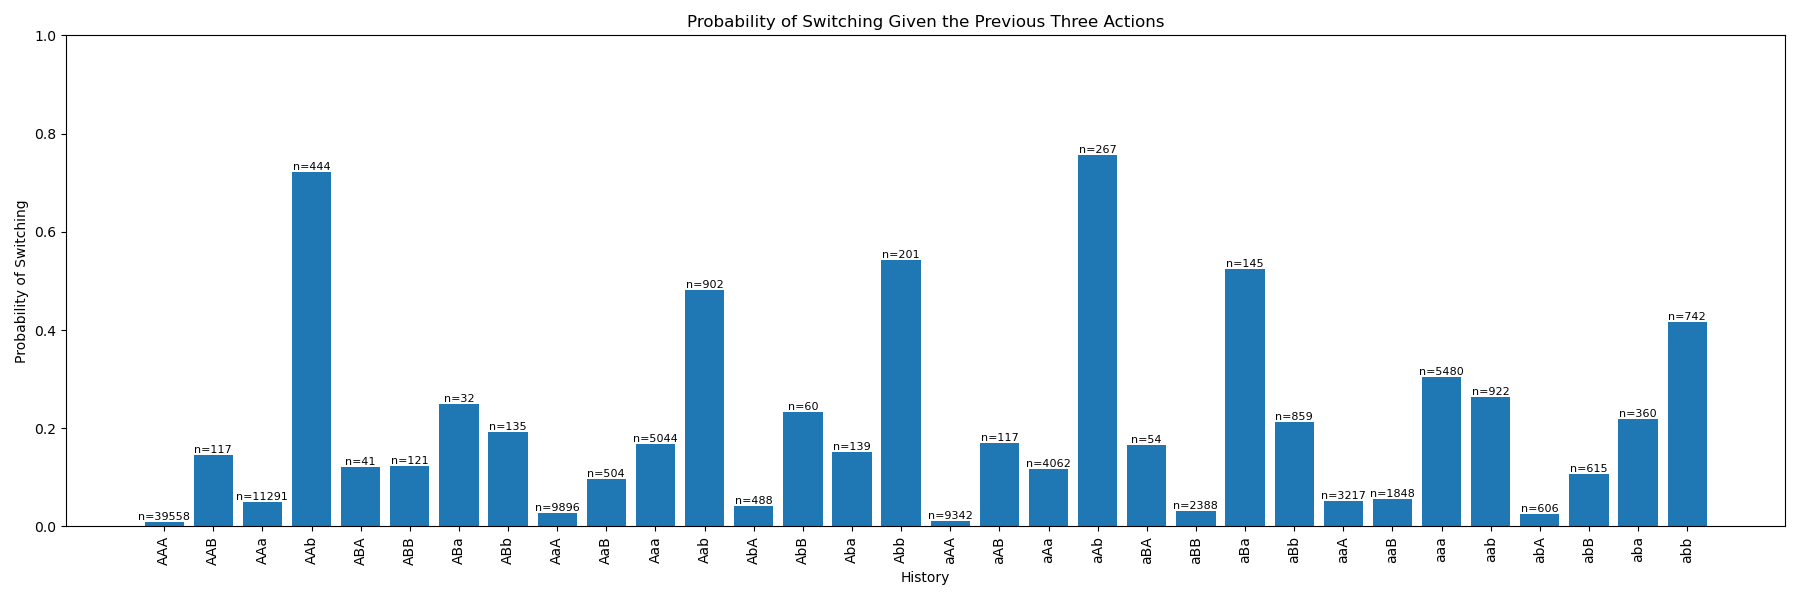 Probability of Switching Given the Previous Three Actions
Probability of Switching
1.0
0.8
0.6
0.4
0.2
0.0
n=39558
n=117
n=11291
n=444
n=41
n=121
n=32
n=135
n=9896
n=504
n=5044
n=902
n=488
n=60
n=139
n=201
n=9342
n=117
n=4062
n=267
n=54
n=2388
n=145
n=859
n=3217
n=1848
n=5480
n=922
n=606
n=615
n=360
n=742
AAA
AAB
AAa
AAb
ABA
ABB
ABa
ABb
AaA
AaB
Aaa
Aab
AbA
AbB
Aba
Abb
aAA
aAB
aAa
aAb
aBA
aBB
aBa
aBb
aaA
aaB
aaa
aab
abA
abB
aba
abb
History